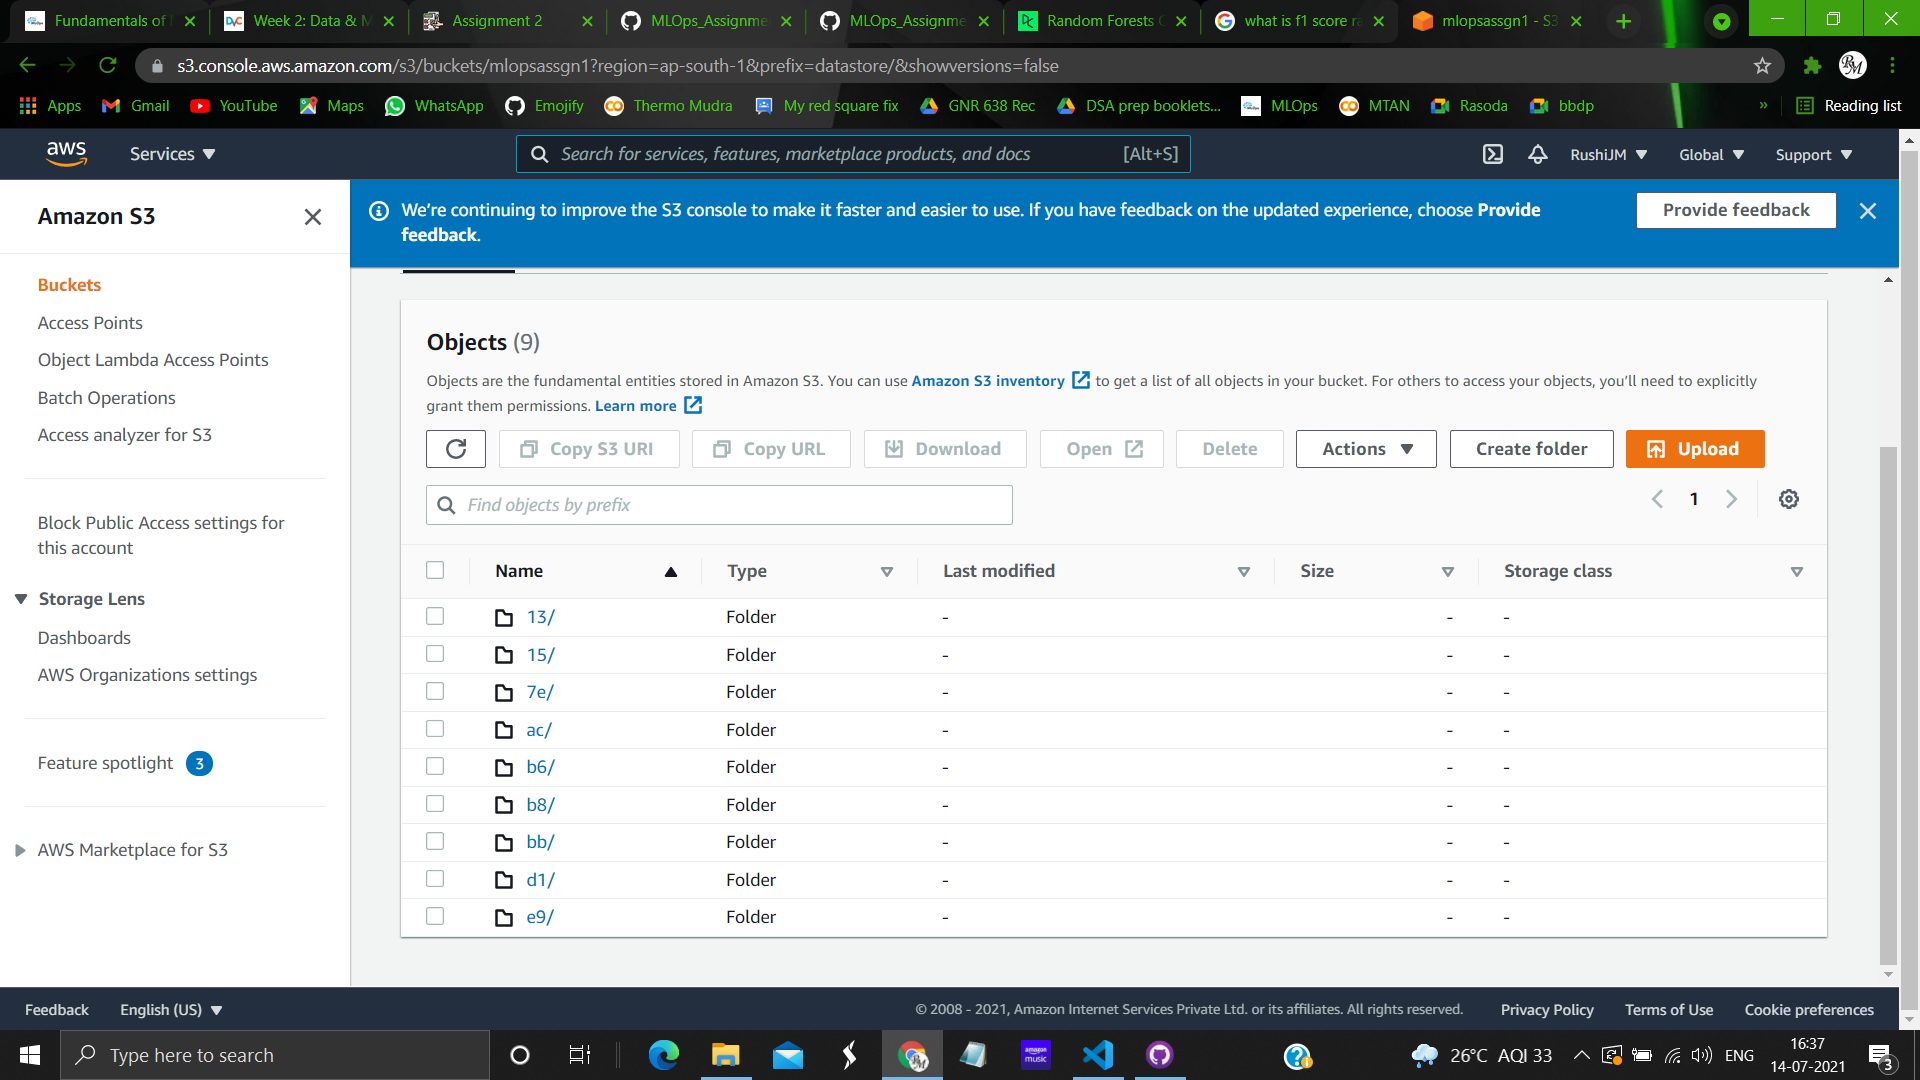 Fundamentals of
Week 2: Data & M
Assignment 2
MLOps_Assignme
MLOps_Assignme
Random Forests C
what is f1 score ra
mlopsassgn1 - S3
s3.console.aws.amazon.com/s3/buckets/mlopsassgn1?region=ap-south-1&prefix=datastore/&showversions=false
Apps
Gmail
YouTube
Maps
WhatsApp
Emojify
Thermo Mudra
My red square fix
GNR 638 Rec
DSA prep booklets...
MLOps
MTAN
Rasoda
bbdp
»
Reading list
aws
Services
Search for services, features, marketplace products, and docs
[Alt+S]
RushiJM
Global
Support
Amazon S3
We're continuing to improve the S3 console to make it faster and easier to use. If you have feedback on the updated experience, choose Provide
feedback.
Provide feedback
Buckets
Access Points
Object Lambda Access Points
Batch Operations
Access analyzer for S3
Block Public Access settings for
this account
Storage Lens
Dashboards
AWS Organizations settings
Feature spotlight 3
AWS Marketplace for S3
Objects (9)
Objects are the fundamental entities stored in Amazon S3. You can use Amazon S3 inventory to get a list of all objects in your bucket. For others to access your objects, you'll need to explicitly
grant them permissions. Learn more
Copy S3 URI
Copy URL
Download
Open
Delete
Actions
Create folder
Upload
Find objects by prefix
1
Name Type Last modified Size Storage class
13/ Folder - - -
15/ Folder - - -
7e/ Folder - - -
ac/ Folder - - -
b6/ Folder - - -
b8/ Folder - - -
bb/ Folder - - -
d1/ Folder - - -
e9/ Folder - - -
Feedback
English (US)
© 2008 - 2021, Amazon Internet Services Private Ltd. or its affiliates. All rights reserved.
Privacy Policy
Terms of Use
Cookie preferences
Type here to search
amazon
music
26°C AQI 33
ENG
16:37
14-07-2021
3